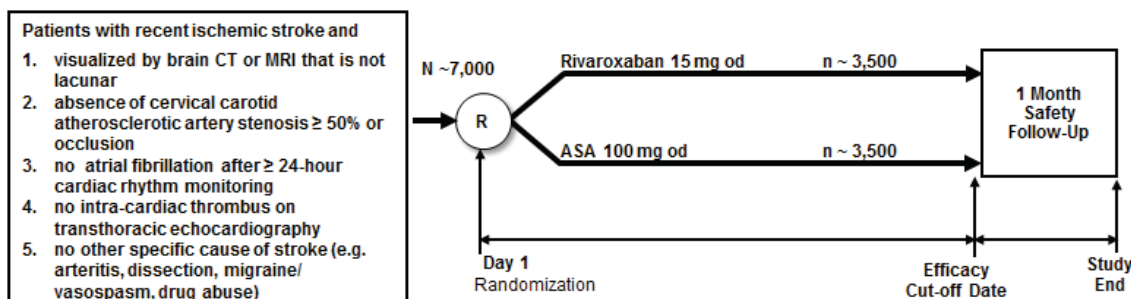 Patients with recent ischemic stroke and
1. visualized by brain CT or MRI that is not
lacunar
2. absence of cervical carotid
atherosclerotic artery stenosis ≥ 50% or
occlusion
3. no atrial fibrillation after ≥ 24-hour
cardiac rhythm monitoring
4. no intra-cardiac thrombus on
transthoracic echocardiography
5. no other specific cause of stroke (e.g.
arteritis, dissection, migraine/
vasospasm, drug abuse)
N ~7,000
R
Rivaroxaban 15 mg od n ~ 3,500
ASA 100 mg od n ~ 3,500
1 Month
Safety
Follow-Up
Day 1
Randomization
Efficacy
Cut-off Date
Study
End